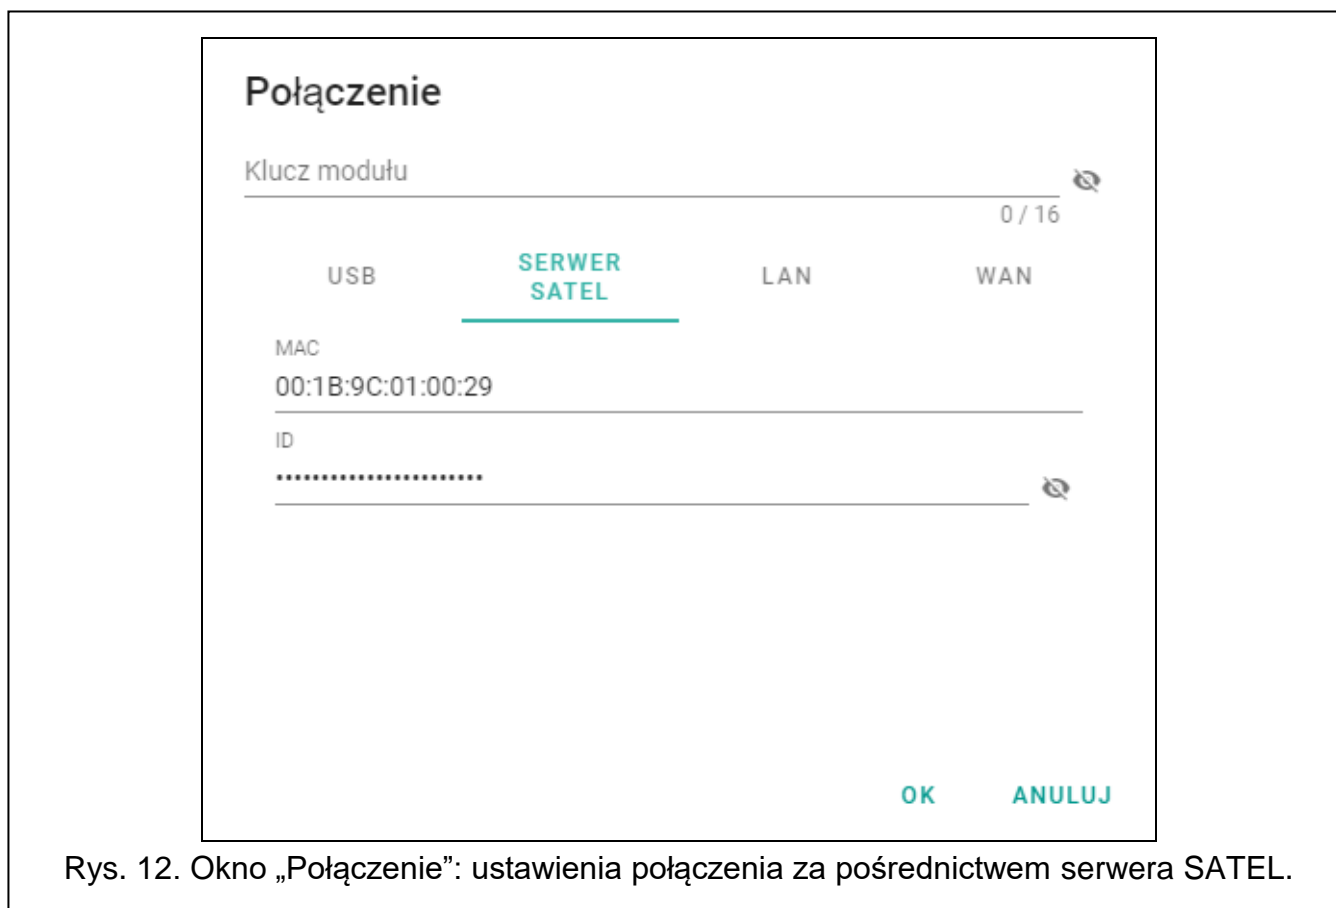 Połączenie
Klucz modułu
0 / 16
USB
SERWER
SATEL
LAN
WAN
MAC
00:1B:9C:01:00:29
ID
•••••••••••••••••••••••
OK
ANULUJ
Rys. 12. Okno „Połączenie”: ustawienia połączenia za pośrednictwem serwera SATEL.